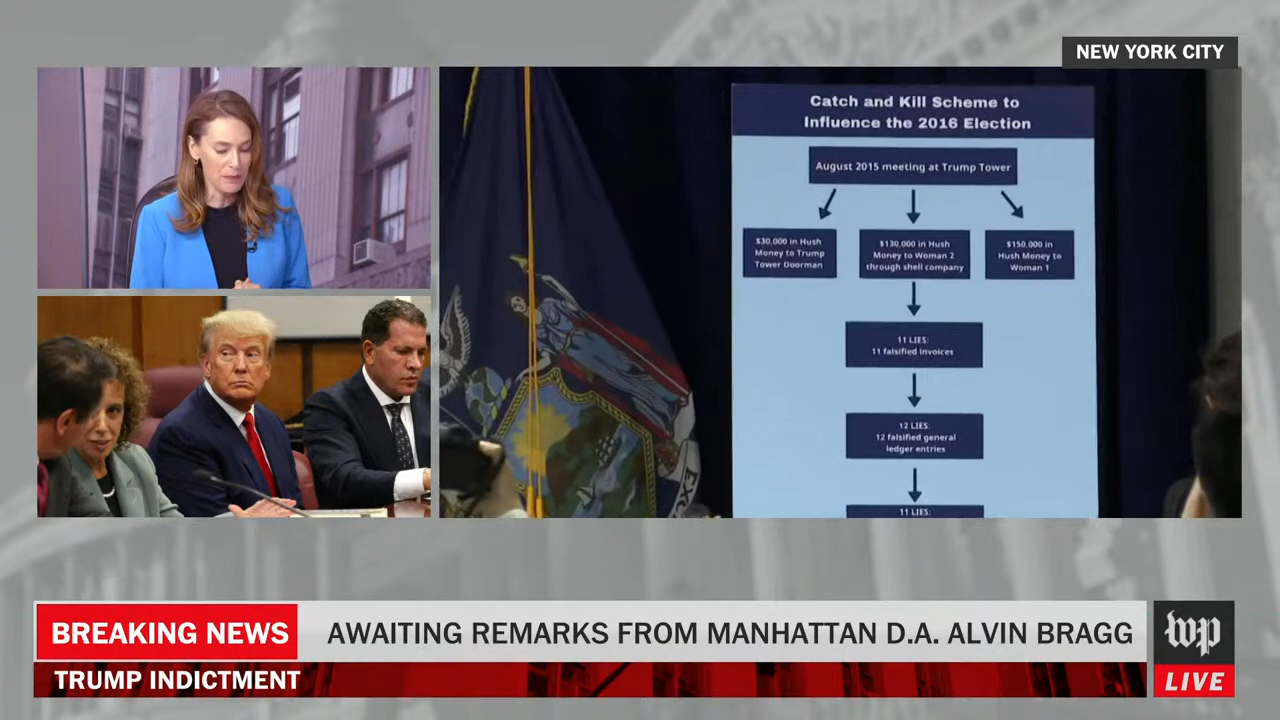 NEW YORK CITY
Catch and Kill Scheme to
Influence the 2016 Election
August 2015 meeting at Trump Tower
$30,000 in Hush
Money to Trump
Tower Doorman
$130,000 in Hush
Money to Woman 2
through shell company
$150,000 in
Hush Money to
Woman 1
11 LIES:
11 falsified invoices
12 LIES:
12 falsified general
ledger entries
11 LIES:
EXC
BREAKING NEWS
AWAITING REMARKS FROM MANHATTAN D.A. ALVIN BRAGG
TRUMP INDICTMENT
wp
LIVE